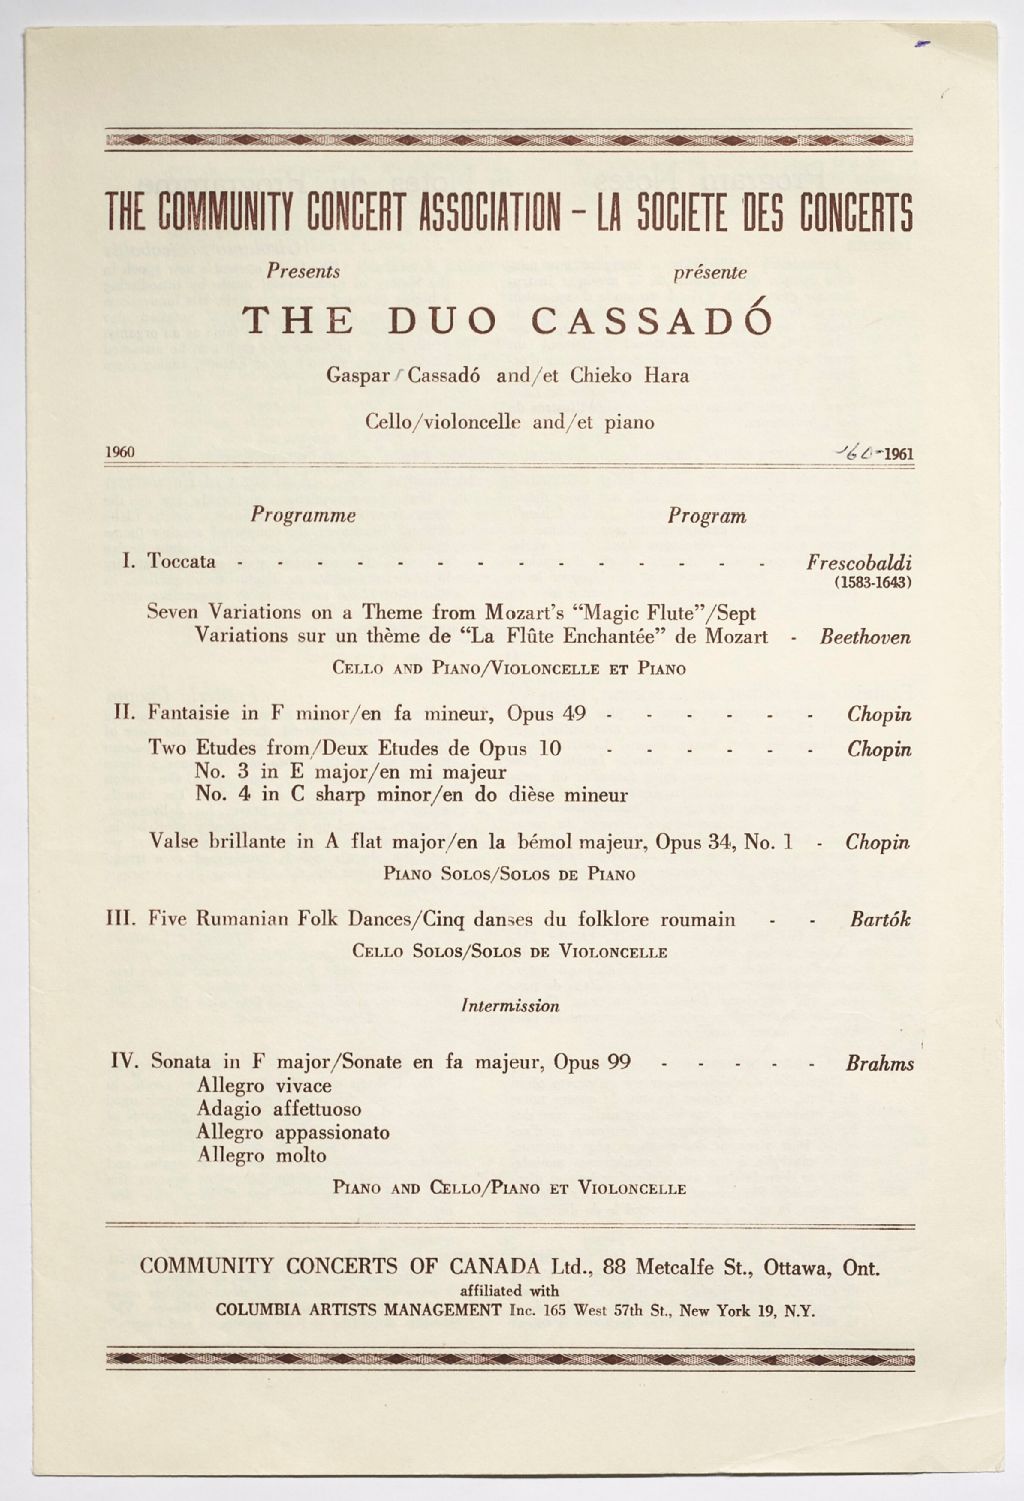 THE COMMUNITY CONCERT ASSOCIATION – LA SOCIETE DES CONCERTS
Presents présente
THE DUO CASSADÓ
Gaspar Cassadó and/et Chieko Hara
Cello/violoncelle and/et piano
1960 '60-1961
Programme Program
I. Toccata - - - - - - - - - - - - - - Frescobaldi
(1583-1643)
Seven Variations on a Theme from Mozart's “Magic Flute”/Sept
Variations sur un thème de “La Flûte Enchantée” de Mozart - Beethoven
CELLO AND PIANO/VIOLONCELLE ET PIANO
II. Fantaisie in F minor/en fa mineur, Opus 49 - - - - - - Chopin
Two Etudes from/Deux Etudes de Opus 10 - - - - - - Chopin
No. 3 in E major/en mi majeur
No. 4 in C sharp minor/en do dièse mineur
Valse brillante in A flat major/en la bémol majeur, Opus 34, No. 1 - Chopin
PIANO SOLOS/SOLOS DE PIANO
III. Five Rumanian Folk Dances/Cinq danses du folklore roumain - - Bartók
CELLO SOLOS/SOLOS DE VIOLONCELLE
Intermission
IV. Sonata in F major/Sonate en fa majeur, Opus 99 - - - - - Brahms
Allegro vivace
Adagio affettuoso
Allegro appassionato
Allegro molto
PIANO AND CELLO/PIANO ET VIOLONCELLE
COMMUNITY CONCERTS OF CANADA Ltd., 88 Metcalfe St., Ottawa, Ont.
affiliated with
COLUMBIA ARTISTS MANAGEMENT Inc. 165 West 57th St., New York 19, N.Y.